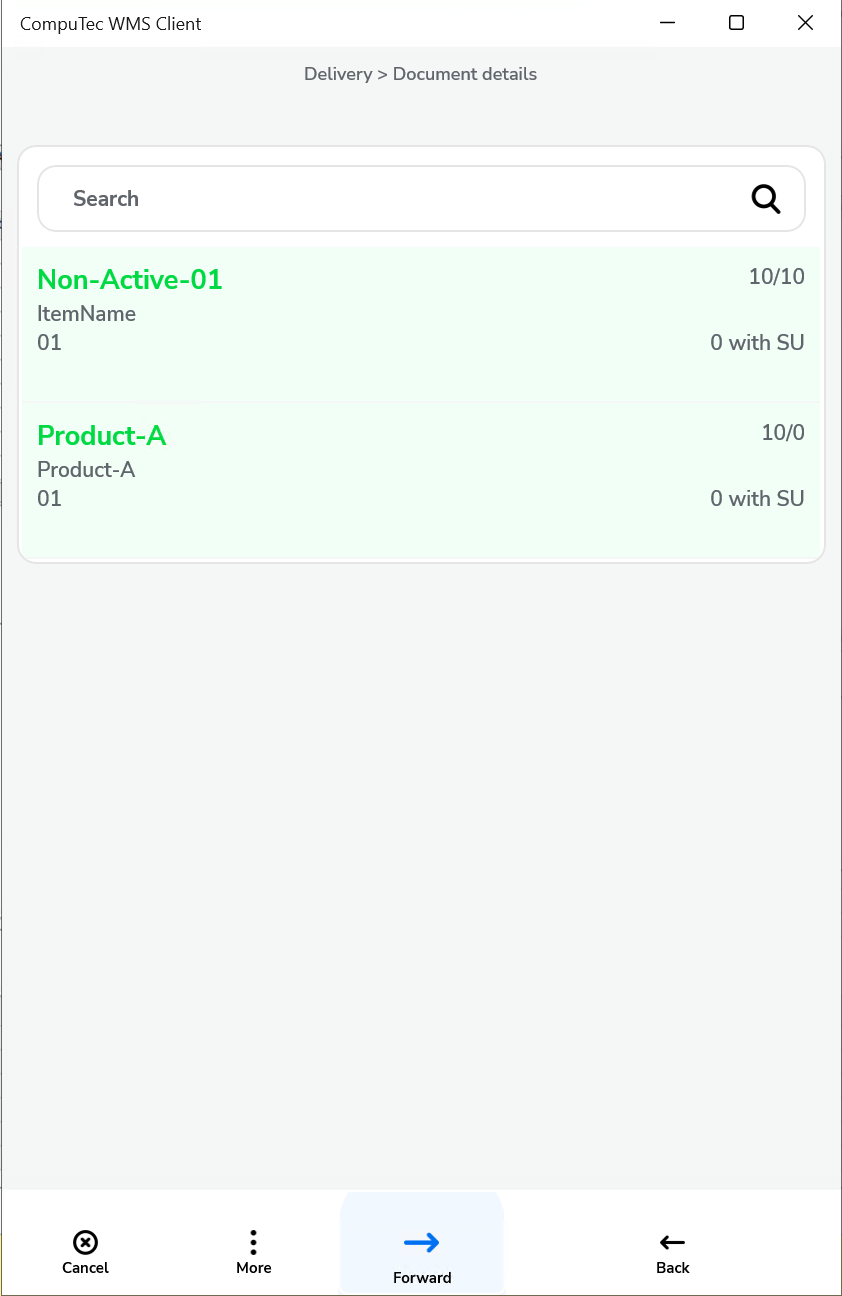 CompuTec WMS Client
Delivery > Document details
Search
Non-Active-01
10/10
ItemName
01
0 with SU
Product-A
10/0
Product-A
01
0 with SU
Cancel
More
Forward
Back